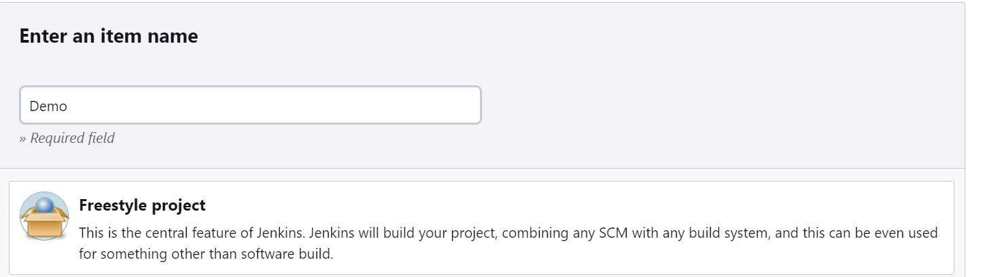 Enter an item name
Demo
» Required field
Freestyle project
This is the central feature of Jenkins. Jenkins will build your project, combining any SCM with any build system, and this can be even used
for something other than software build.